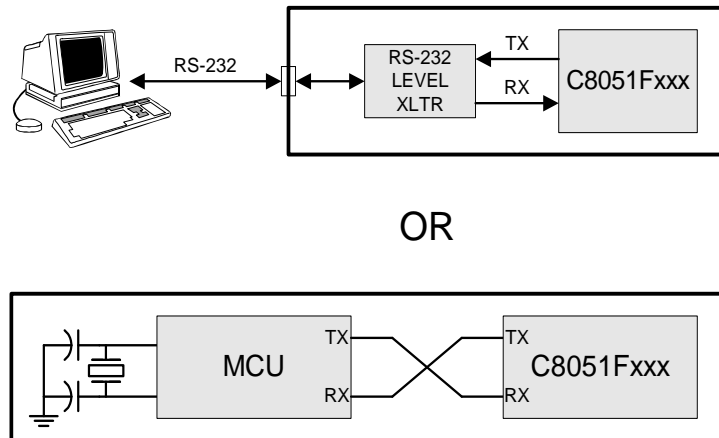 RS-232
RS-232
LEVEL
XLTR
TX
RX
C8051Fxxx
OR
MCU
TX
RX
TX
RX
C8051Fxxx